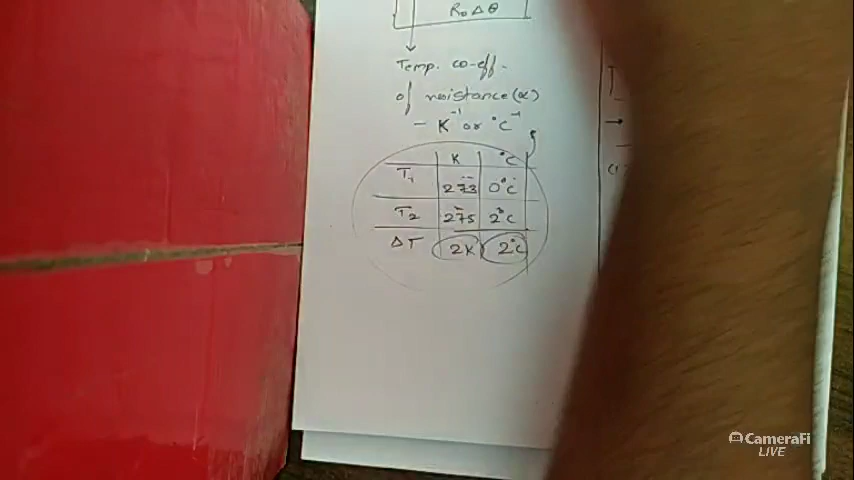 R₀ Δ θ
Temp. co-eff.
of resistance (α)
– K⁻¹ or °C⁻¹
K °C
T₁ 273 0°C
T₂ 275 2°C
ΔT 2K 2°C
CameraFi
LIVE